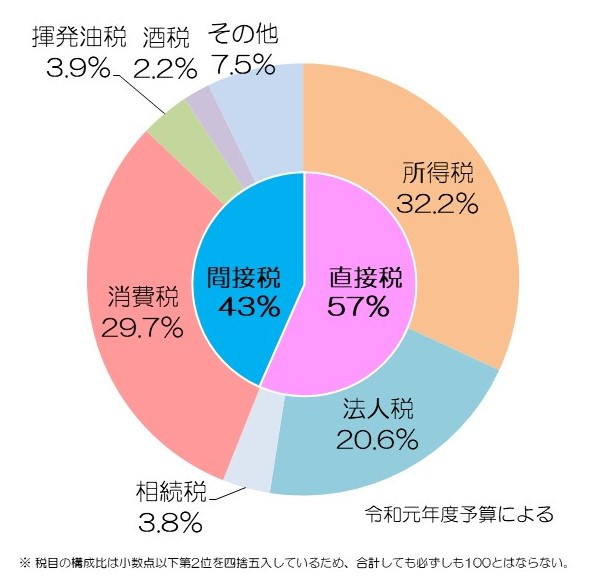 揮発油税
3.9%
酒税
2.2%
その他
7.5%
所得税
32.2%
間接税
43%
直接税
57%
消費税
29.7%
法人税
20.6%
相続税
3.8%
令和元年度予算による
※ 税目の構成比は小数点以下第2位を四捨五入しているため、合計しても必ずしも100とはならない。